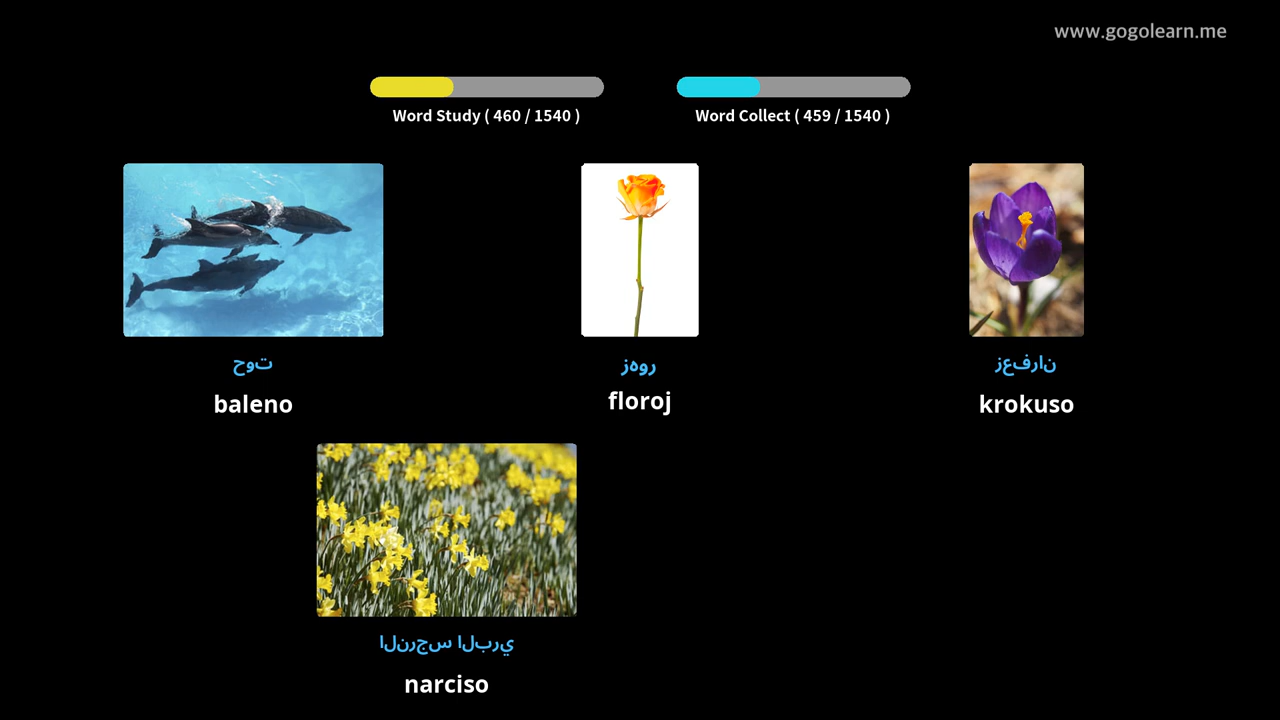 www.gogolearn.me
Word Study ( 460 / 1540 )
Word Collect ( 459 / 1540 )
حوت
baleno
زهور
floroj
زعفران
krokuso
النرجس البري
narciso